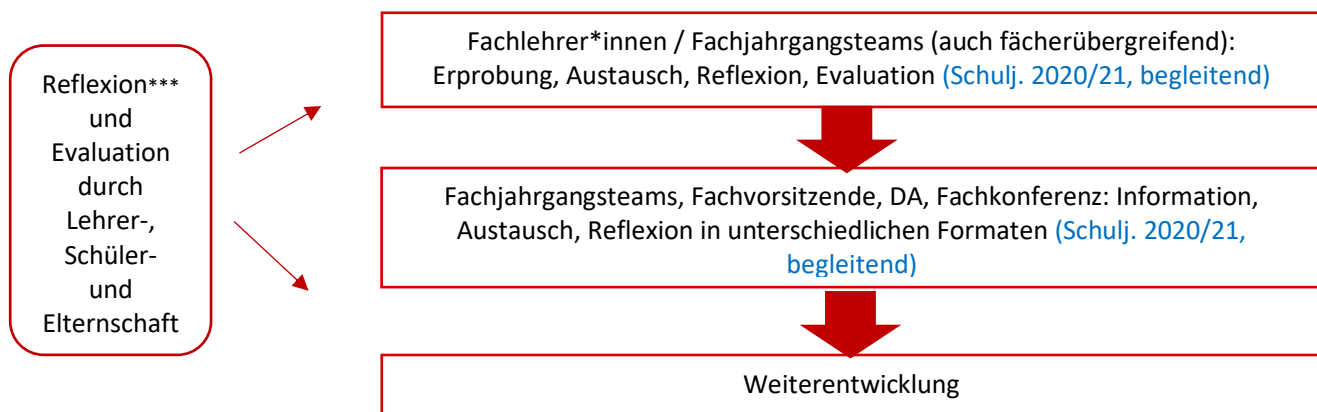 Reflexion***
und
Evaluation
durch
Lehrer-,
Schüler-
und
Elternschaft
Fachlehrer*innen / Fachjahrgangsteams (auch fächerübergreifend):
Erprobung, Austausch, Reflexion, Evaluation (Schulj. 2020/21, begleitend)
Fachjahrgangsteams, Fachvorsitzende, DA, Fachkonferenz: Information,
Austausch, Reflexion in unterschiedlichen Formaten (Schulj. 2020/21,
begleitend)
Weiterentwicklung